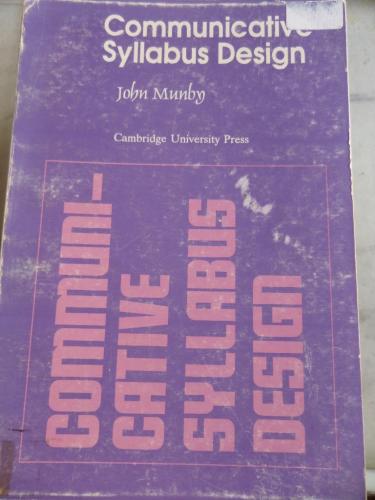 Communicative
Syllabus Design
John Munby
Cambridge University Press
COMMUNI-
CATIVE
SYLLABUS
DESIGN